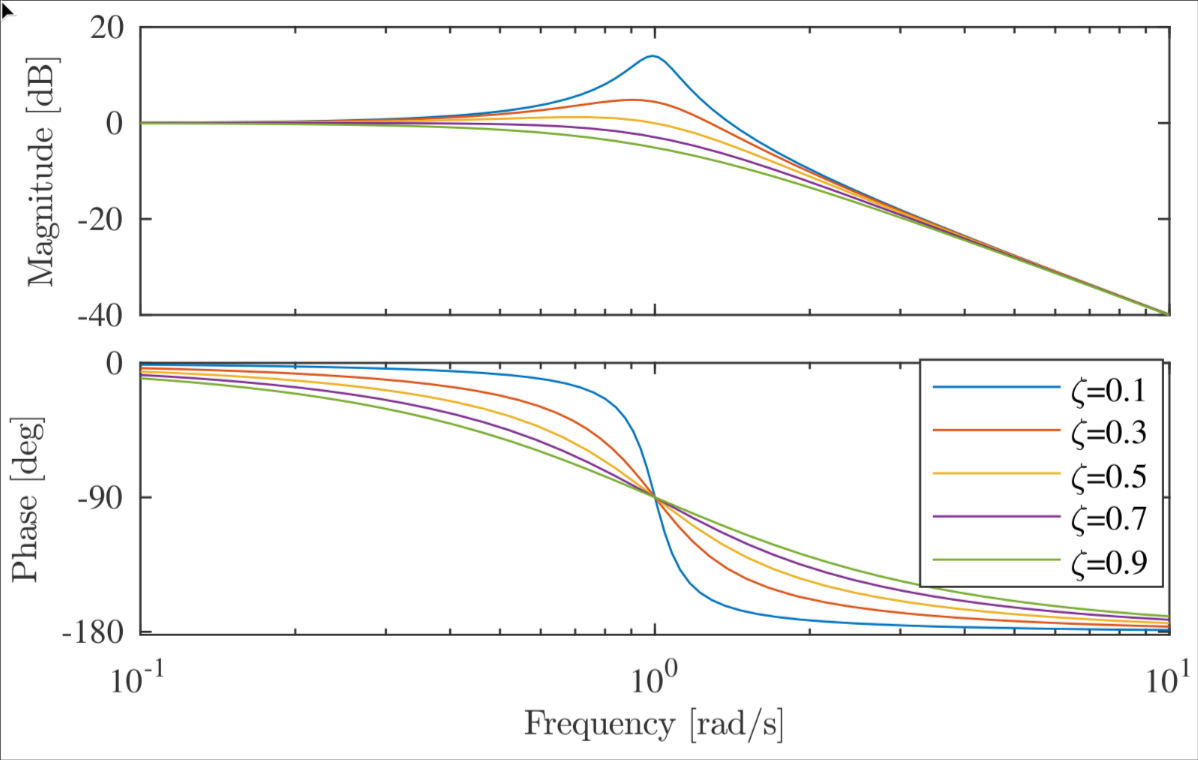 20
0
-20
-40
Magnitude [dB]
0
-90
-180
Phase [deg]
ζ=0.1
ζ=0.3
ζ=0.5
ζ=0.7
ζ=0.9
10^-1
10^0
10^1
Frequency [rad/s]